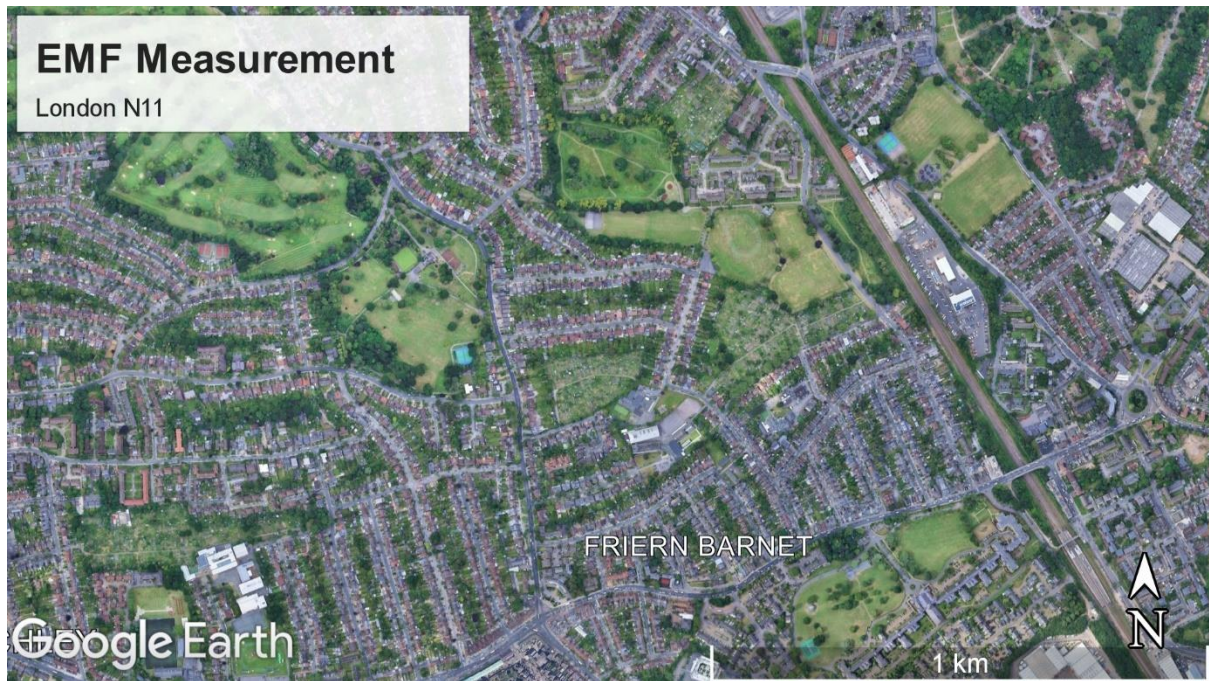 EMF Measurement
London N11
FRIERN BARNET
Google Earth
1 km
N